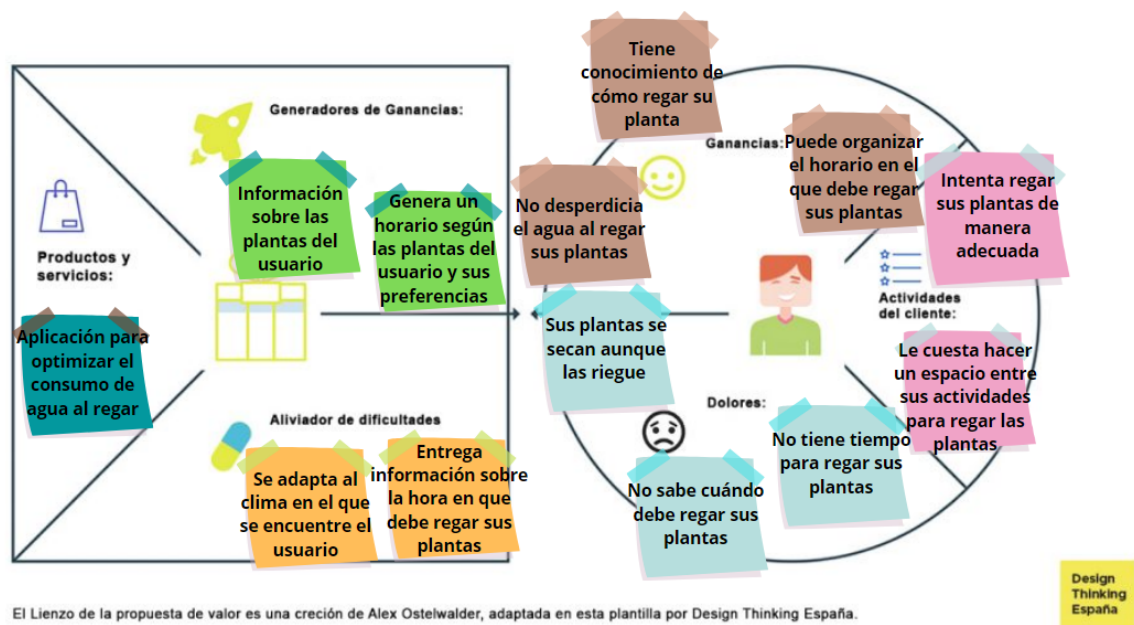 Generadores de Ganancias:
Información
sobre las
plantas del
usuario
Genera un
horario según
las plantas del
usuario y sus
preferencias
Productos y
servicios:
Aplicación para
optimizar el
consumo de
agua al regar
Aliviador de dificultades
Se adapta al
clima en el que
se encuentre el
usuario
Entrega
información sobre
la hora en que
debe regar sus
plantas
Tiene
conocimiento de
cómo regar su
planta
Ganancias:
Puede organizar
el horario en el
que debe regar
sus plantas
No desperdicia
el agua al regar
sus plantas
Intenta regar
sus plantas de
manera
adecuada
Actividades
del cliente:
Le cuesta hacer
un espacio entre
sus actividades
para regar las
plantas
Sus plantas se
secan aunque
las riegue
Dolores:
No tiene tiempo
para regar sus
plantas
No sabe cuándo
debe regar sus
plantas
El Lienzo de la propuesta de valor es una creción de Alex Ostelwalder, adaptada en esta plantilla por Design Thinking España.
Design
Thinking
España